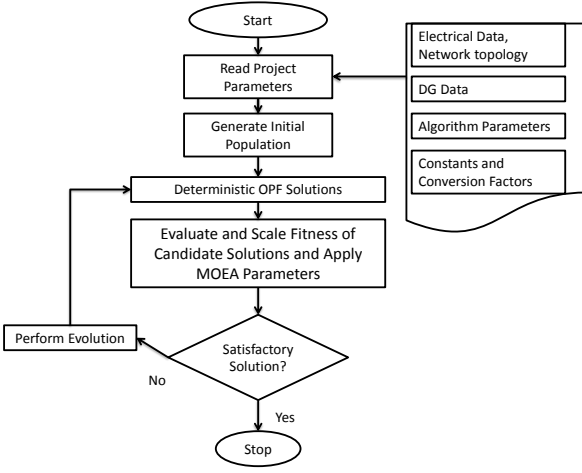 Start
Read Project
Parameters
Generate Initial
Population
Deterministic OPF Solutions
Evaluate and Scale Fitness of
Candidate Solutions and Apply
MOEA Parameters
Satisfactory
Solution?
No
Perform Evolution
Yes
Stop
Electrical Data,
Network topology
DG Data
Algorithm Parameters
Constants and
Conversion Factors